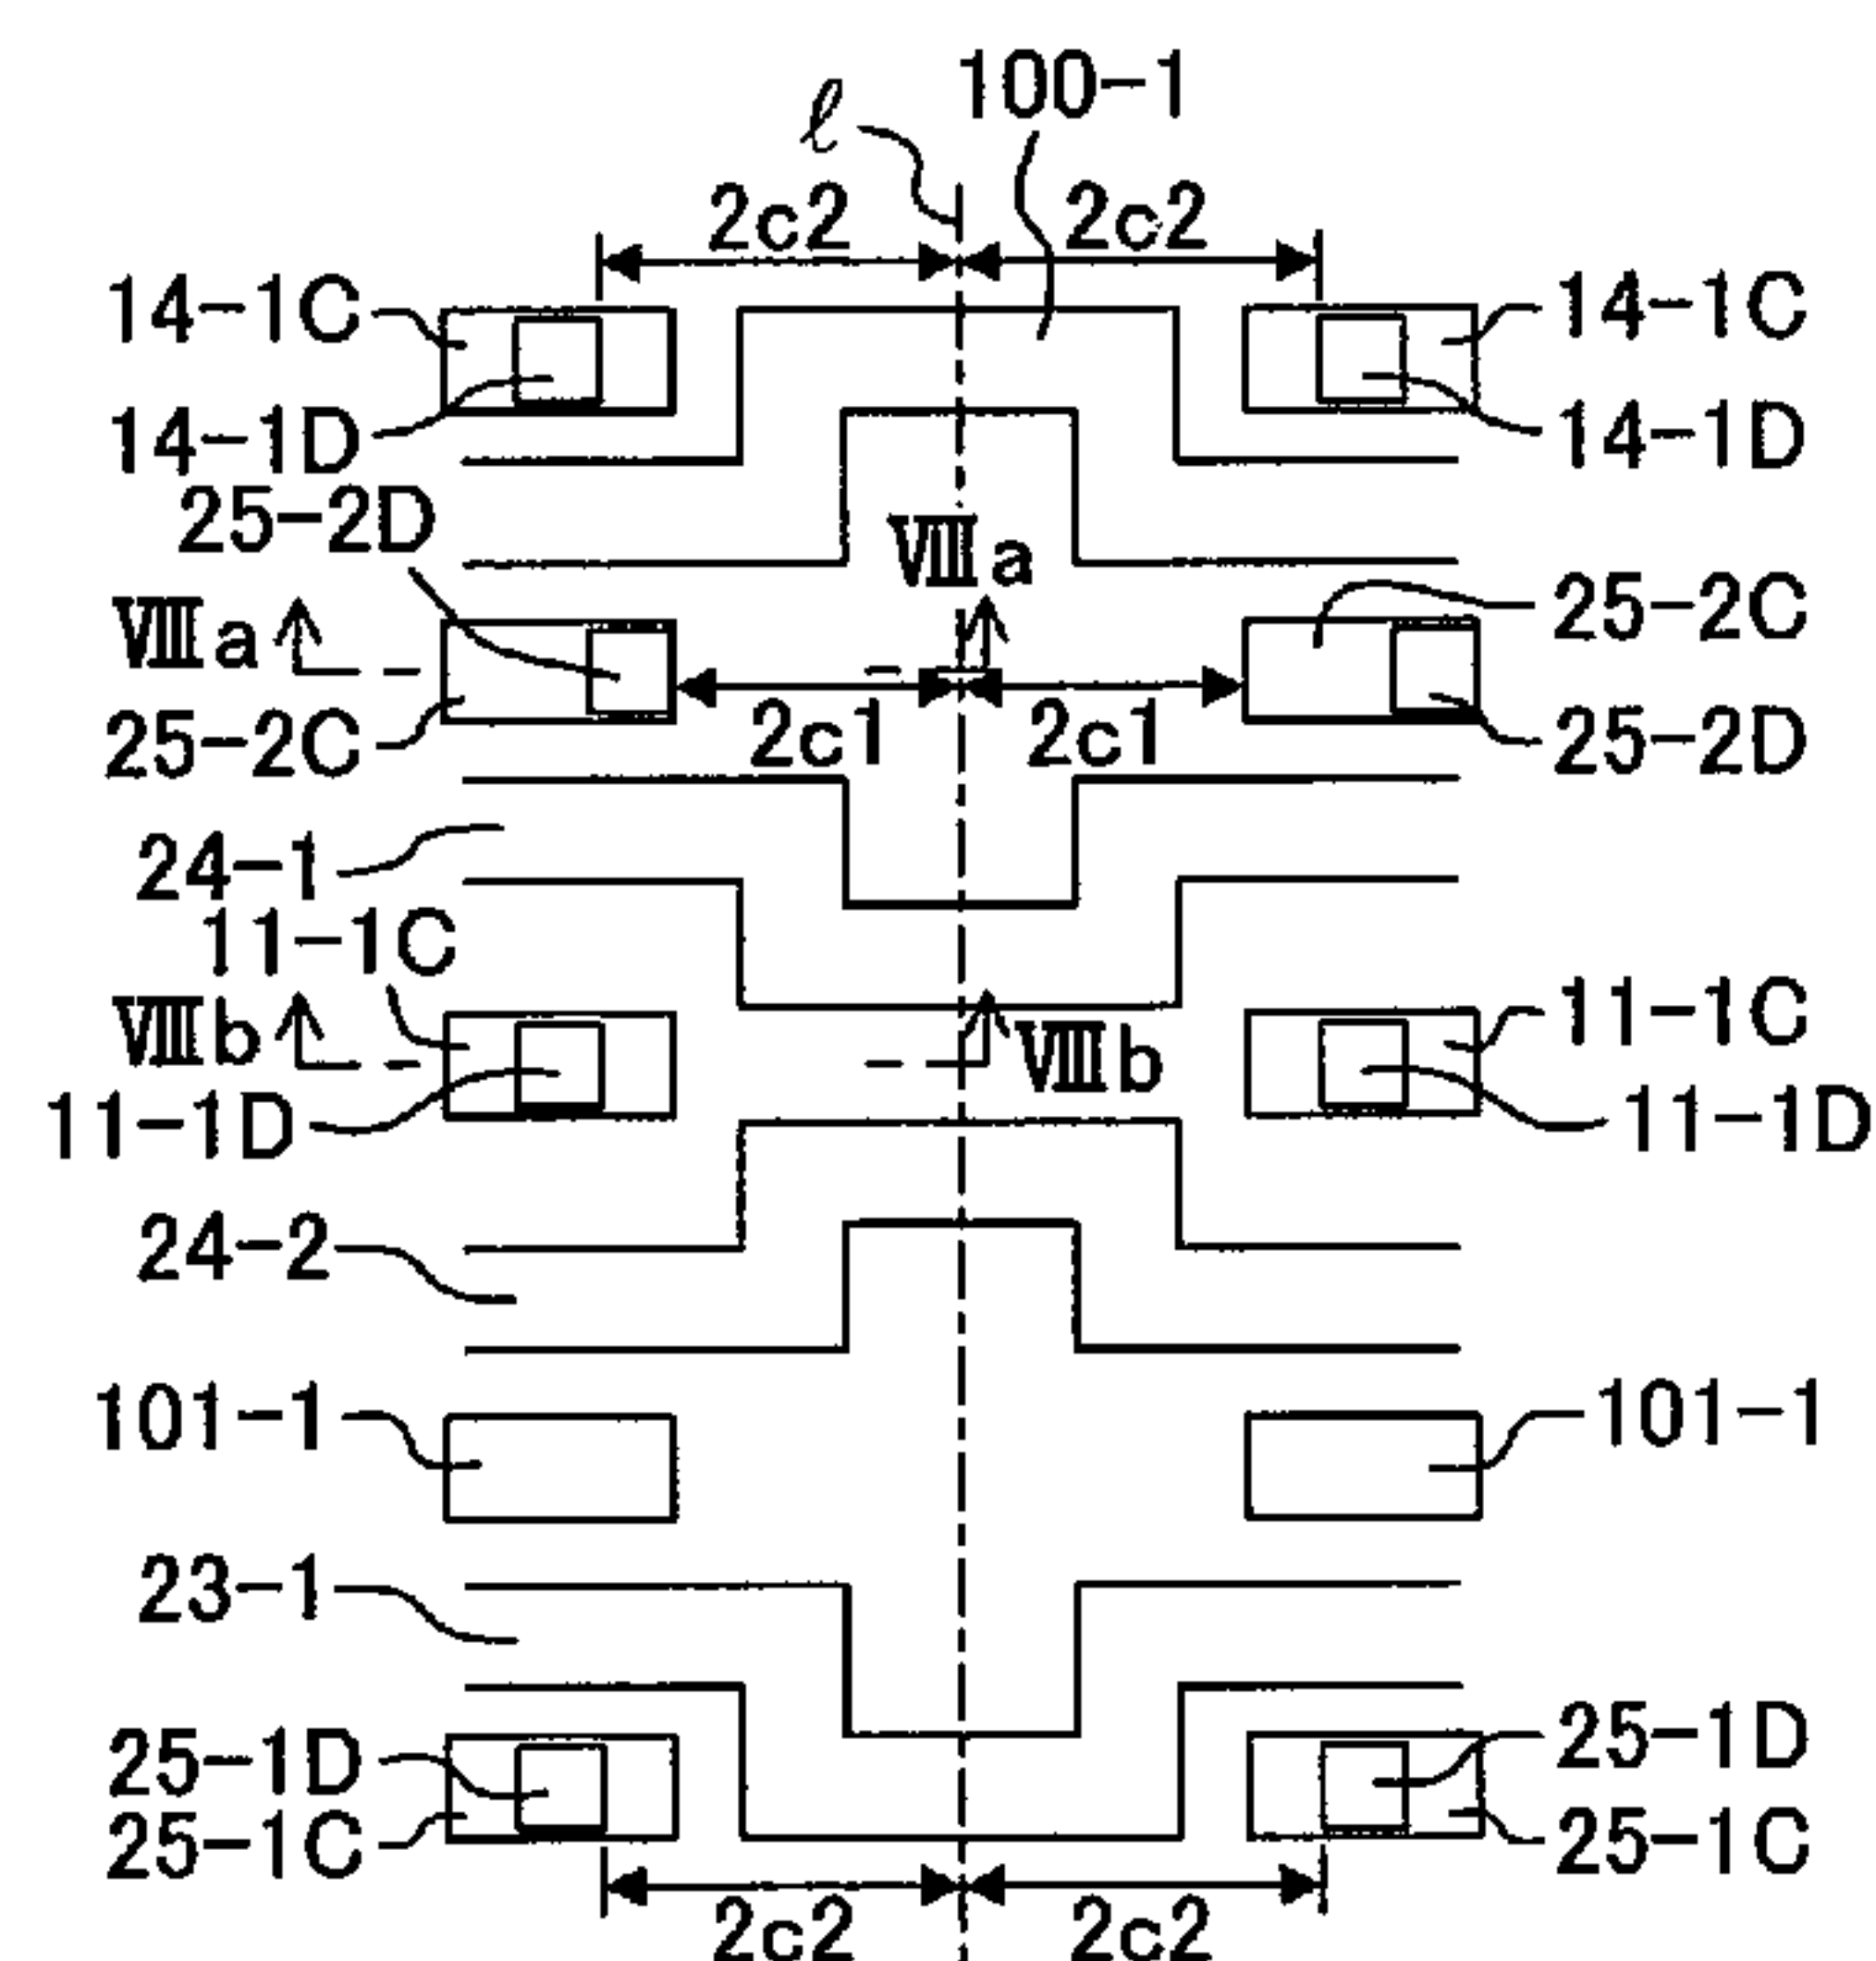 ℓ 100-1
2c2 2c2
14-1C 14-1C
14-1D 14-1D
25-2D
Ⅷa
Ⅷa 25-2C
25-2C 2c1 2c1 25-2D
24-1
11-1C
Ⅷb Ⅷb 11-1C
11-1D 11-1D
24-2
101-1 101-1
23-1
25-1D 25-1D
25-1C 25-1C
2c2 2c2